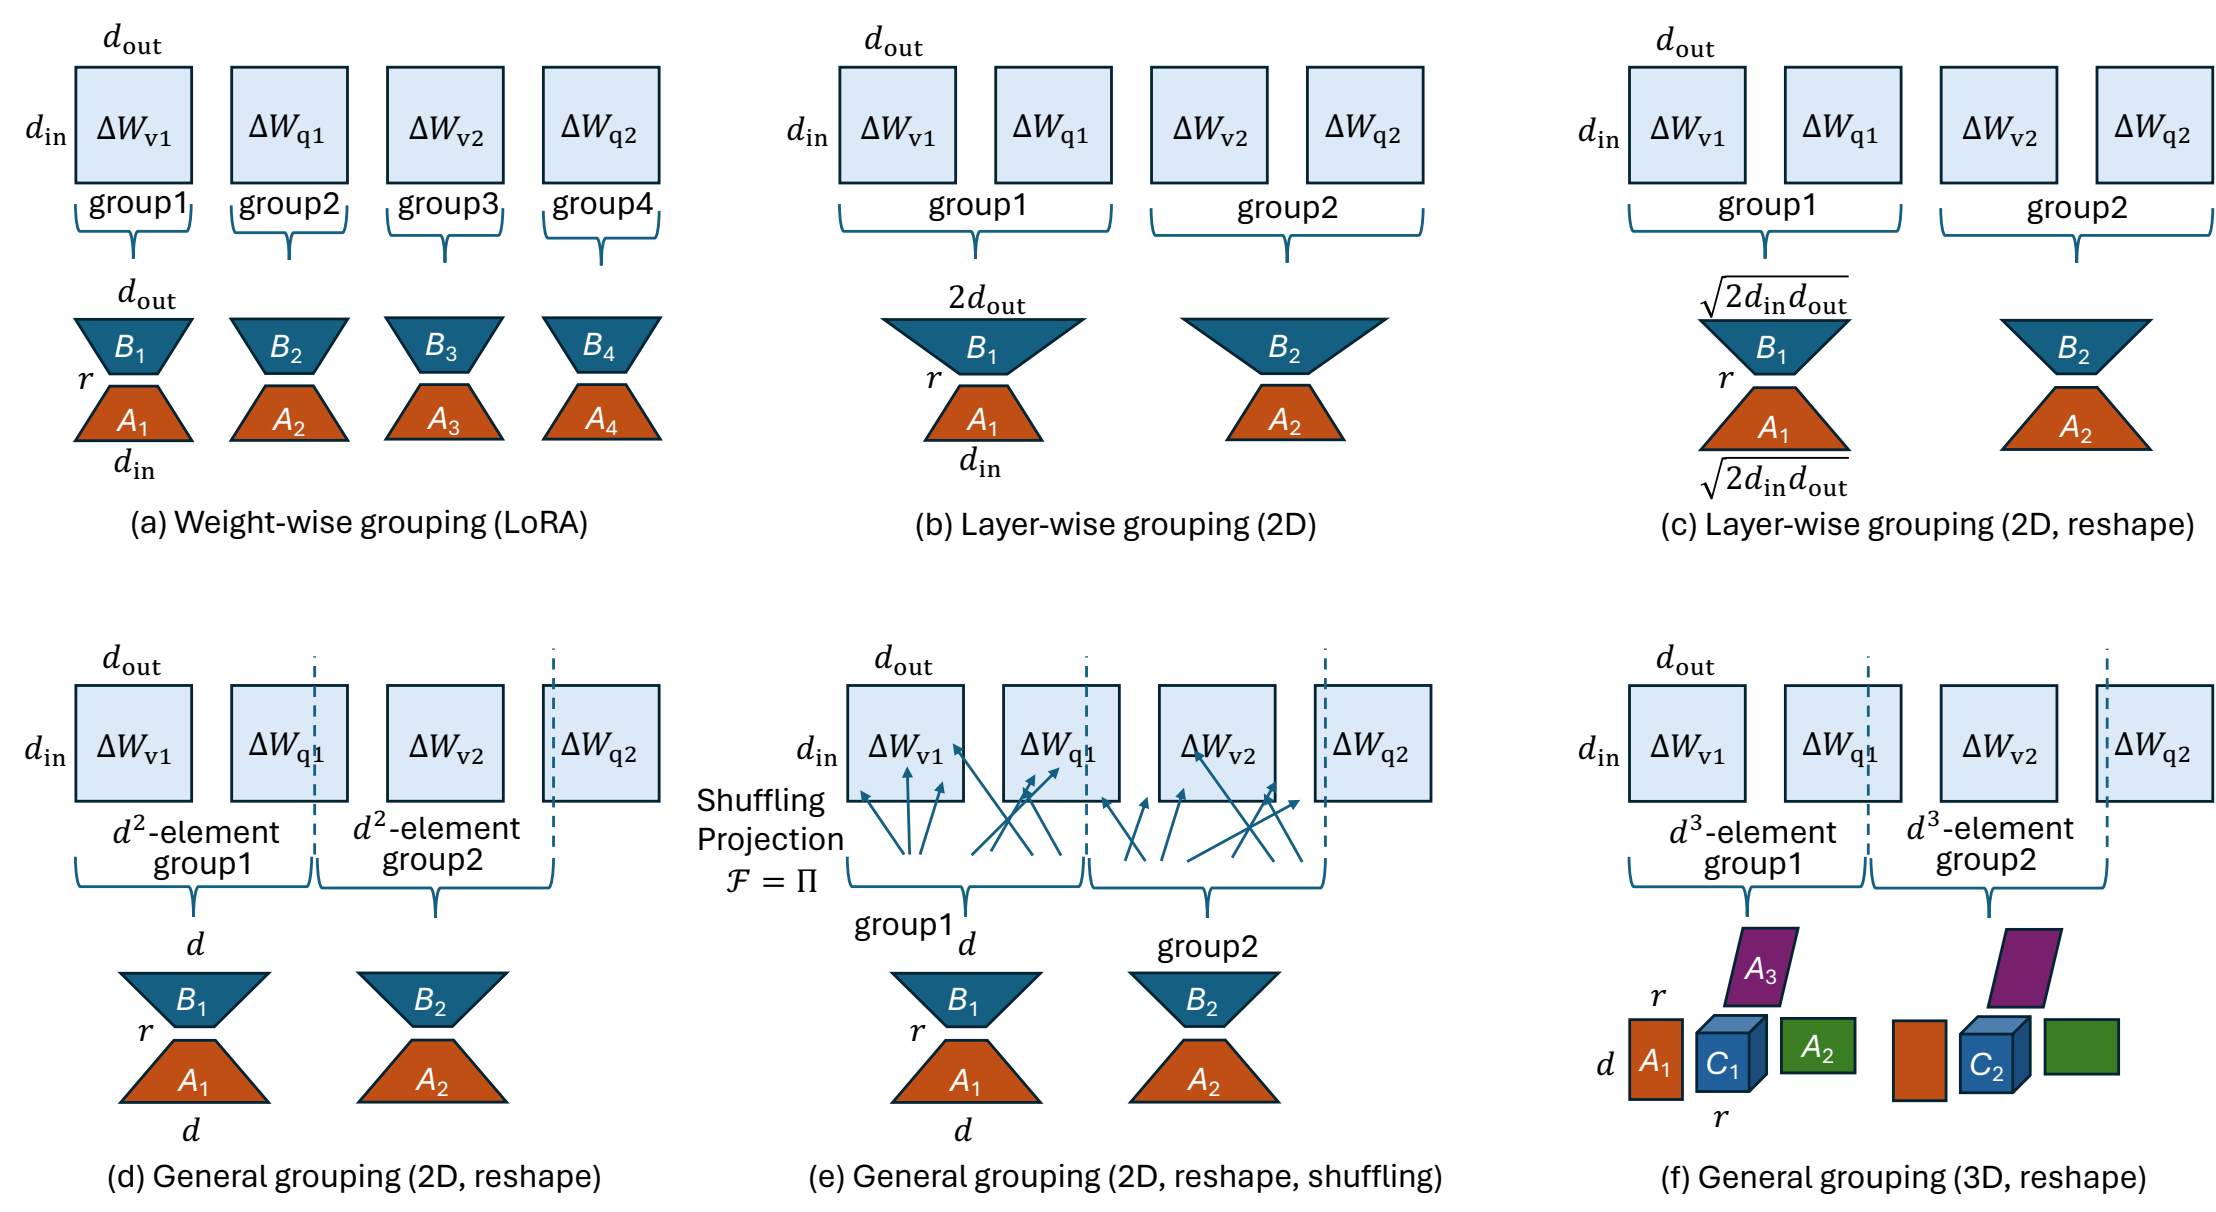 d_out
d_in
ΔW_v1 ΔW_q1 ΔW_v2 ΔW_q2
group1 group2 group3 group4
d_out
B_1 B_2 B_3 B_4
r
A_1 A_2 A_3 A_4
d_in
(a) Weight-wise grouping (LoRA)
d_out
d_in
ΔW_v1 ΔW_q1 ΔW_v2 ΔW_q2
group1 group2
2d_out
B_1 B_2
r
A_1 A_2
d_in
(b) Layer-wise grouping (2D)
d_out
d_in
ΔW_v1 ΔW_q1 ΔW_v2 ΔW_q2
group1 group2
√(2d_in d_out)
B_1 B_2
r
A_1 A_2
√(2d_in d_out)
(c) Layer-wise grouping (2D, reshape)
d_out
d_in
ΔW_v1 ΔW_q1 ΔW_v2 ΔW_q2
d²-element
group1
d²-element
group2
d
B_1 B_2
r
A_1 A_2
d
(d) General grouping (2D, reshape)
d_out
d_in
ΔW_v1 ΔW_q1 ΔW_v2 ΔW_q2
Shuffling
Projection
ℱ = Π
group1
d
group2
B_1 B_2
r
A_1 A_2
d
(e) General grouping (2D, reshape, shuffling)
d_out
d_in
ΔW_v1 ΔW_q1 ΔW_v2 ΔW_q2
d³-element
group1
d³-element
group2
A_3
r
d
A_1 C_1 A_2 C_2
r
(f) General grouping (3D, reshape)